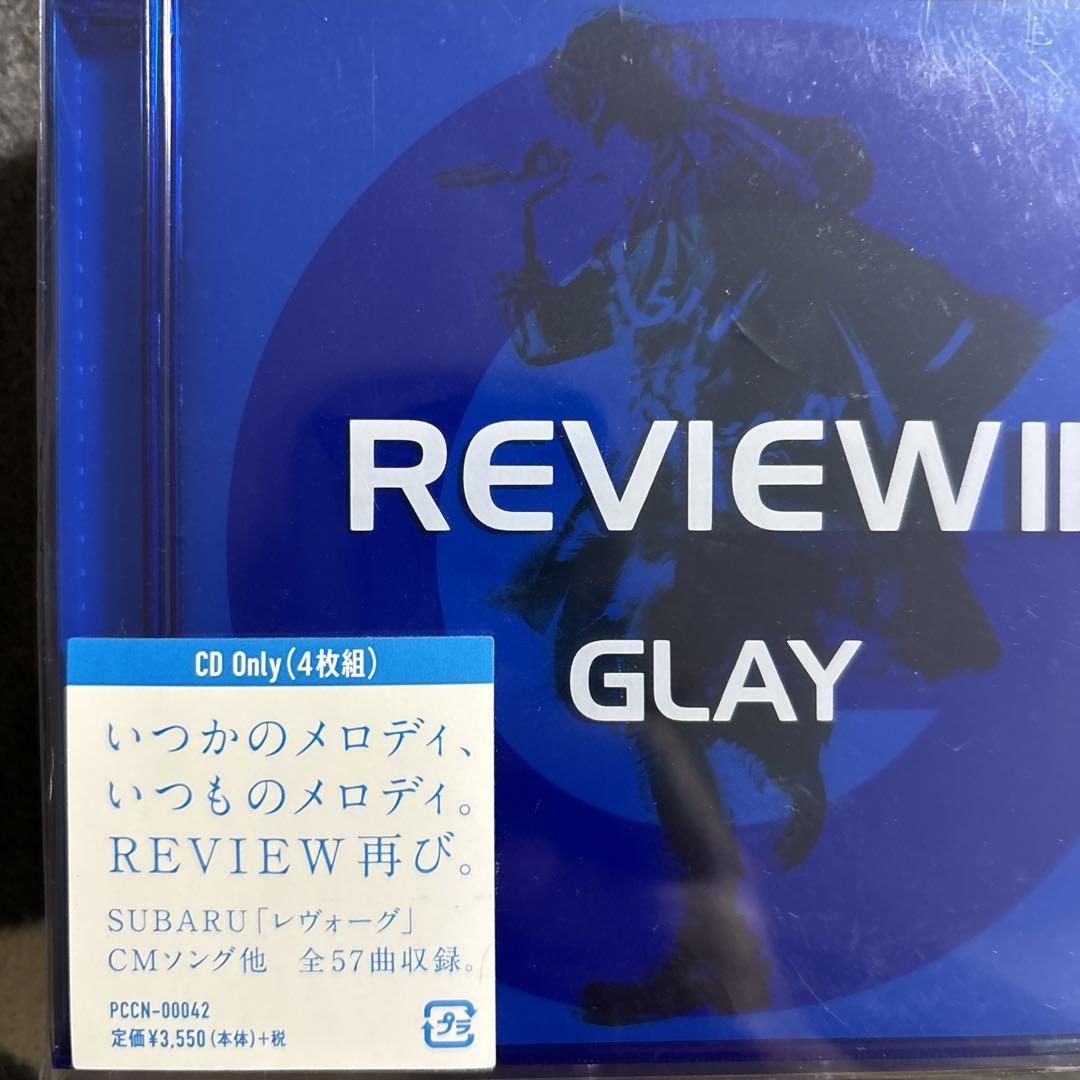 REVIEWI
GLAY
CD Only(4枚組)
いつかのメロディ、
いつものメロディ。
REVIEW再び。
SUBARU「レヴォーグ」
CMソング他　全57曲収録。
PCCN-00042
定価¥3,550(本体)+税
プラ